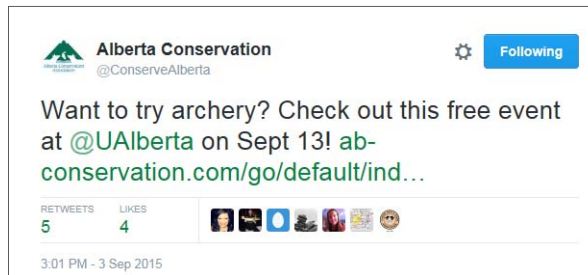 Alberta Conservation
@ConserveAlberta
Following
Want to try archery? Check out this free event
at @UAlberta on Sept 13! ab-
conservation.com/go/default/ind…
RETWEETS LIKES
5 4
3:01 PM - 3 Sep 2015